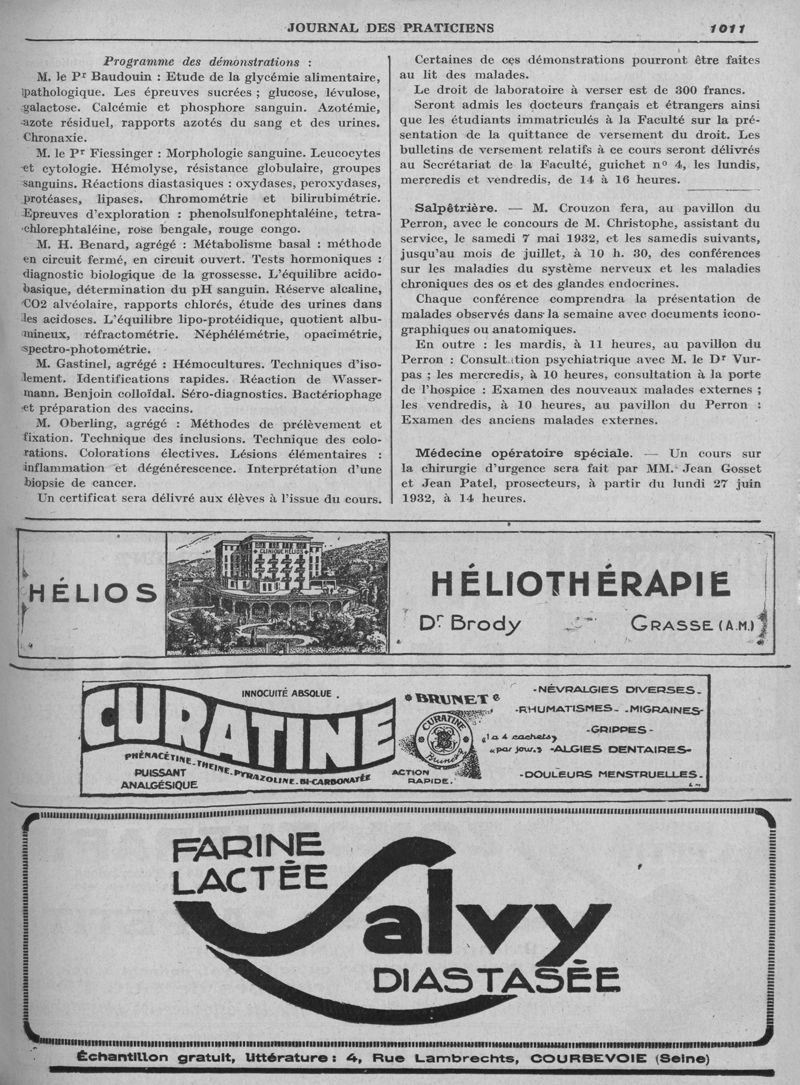 JOURNAL DES PRATICIENS 1011
Programme des démonstrations :
M. le Pr Baudouin : Etude de la glycémie alimentaire,
pathologique. Les épreuves sucrées ; glucose, lévulose,
galactose. Calcémie et phosphore sanguin. Azotémie,
azote résiduel, rapports azotés du sang et des urines.
Chronaxie.
M. le Pr Fiessinger : Morphologie sanguine. Leucocytes
et cytologie. Hémolyse, résistance globulaire, groupes
sanguins. Réactions diastasiques : oxydases, peroxydases,
protéases, lipases. Chromométrie et bilirubimétrie.
Epreuves d'exploration : phenolsulfonephtaléine, tetra-
chlorephtaléine, rose bengale, rouge congo.
M. H. Benard, agrégé : Métabolisme basal : méthode
en circuit fermé, en circuit ouvert. Tests hormoniques :
diagnostic biologique de la grossesse. L'équilibre acido-
basique, détermination du pH sanguin. Réserve alcaline,
CO2 alvéolaire, rapports chlorés, étude des urines dans
les acidoses. L'équilibre lipo-protéidique, quotient albu-
mineux, réfractométrie. Néphélémétrie, opacimétrie,
spectro-photométrie.
M. Gastinel, agrégé : Hémocultures. Techniques d'iso-
lement. Identifications rapides. Réaction de Wasser-
mann. Benjoin colloïdal. Séro-diagnostics. Bactériophage
et préparation des vaccins.
M. Oberling, agrégé : Méthodes de prélèvement et
fixation. Technique des inclusions. Technique des colo-
rations. Colorations électives. Lésions élémentaires :
inflammation et dégénérescence. Interprétation d'une
biopsie de cancer.
Un certificat sera délivré aux élèves à l'issue du cours.
Certaines de ces démonstrations pourront être faites
au lit des malades.
Le droit de laboratoire à verser est de 300 francs.
Seront admis les docteurs français et étrangers ainsi
que les étudiants immatriculés à la Faculté sur la pré-
sentation de la quittance de versement du droit. Les
bulletins de versement relatifs à ce cours seront délivrés
au Secrétariat de la Faculté, guichet nº 4, les lundis,
mercredis et vendredis, de 14 à 16 heures.
Salpêtrière. — M. Crouzon fera, au pavillon du
Perron, avec le concours de M. Christophe, assistant du
service, le samedi 7 mai 1932, et les samedis suivants,
jusqu'au mois de juillet, à 10 h. 30, des conférences
sur les maladies du système nerveux et les maladies
chroniques des os et des glandes endocrines.
Chaque conférence comprendra la présentation de
malades observés dans la semaine avec documents icono-
graphiques ou anatomiques.
En outre : les mardis, à 11 heures, au pavillon du
Perron : Consultation psychiatrique avec M. le Dr Vur-
pas ; les mercredis, à 10 heures, consultation à la porte
de l'hospice : Examen des nouveaux malades externes ;
les vendredis, à 10 heures, au pavillon du Perron :
Examen des anciens malades externes.
Médecine opératoire spéciale. — Un cours sur
la chirurgie d'urgence sera fait par MM. Jean Gosset
et Jean Patel, prosecteurs, à partir du lundi 27 juin
1932, à 14 heures.
HÉLIOS
CLINIQUE HÉLIOS
HÉLIOTHÉRAPIE
Dr Brody GRASSE (A.M.)
INNOCUITÉ ABSOLUE.
CURATINE
PHÉNACÉTINE-THEINE-PYRAZOLINE-BI-CARBONATÉE
PUISSANT
ANALGÉSIQUE
BRUNET
CURATINE
B
Brunet
ACTION
RAPIDE.
1 a 4 cachets
par jour.
-NÉVRALGIES DIVERSES-
-RHUMATISMES- -MIGRAINES-
-GRIPPES-
-ALGIES DENTAIRES-
-DOULEURS MENSTRUELLES-
FARINE
LACTÉE
Salvy
DIASTASÉE
Échantillon gratuit, littérature : 4, Rue Lambrechts, COURBEVOIE (Seine)